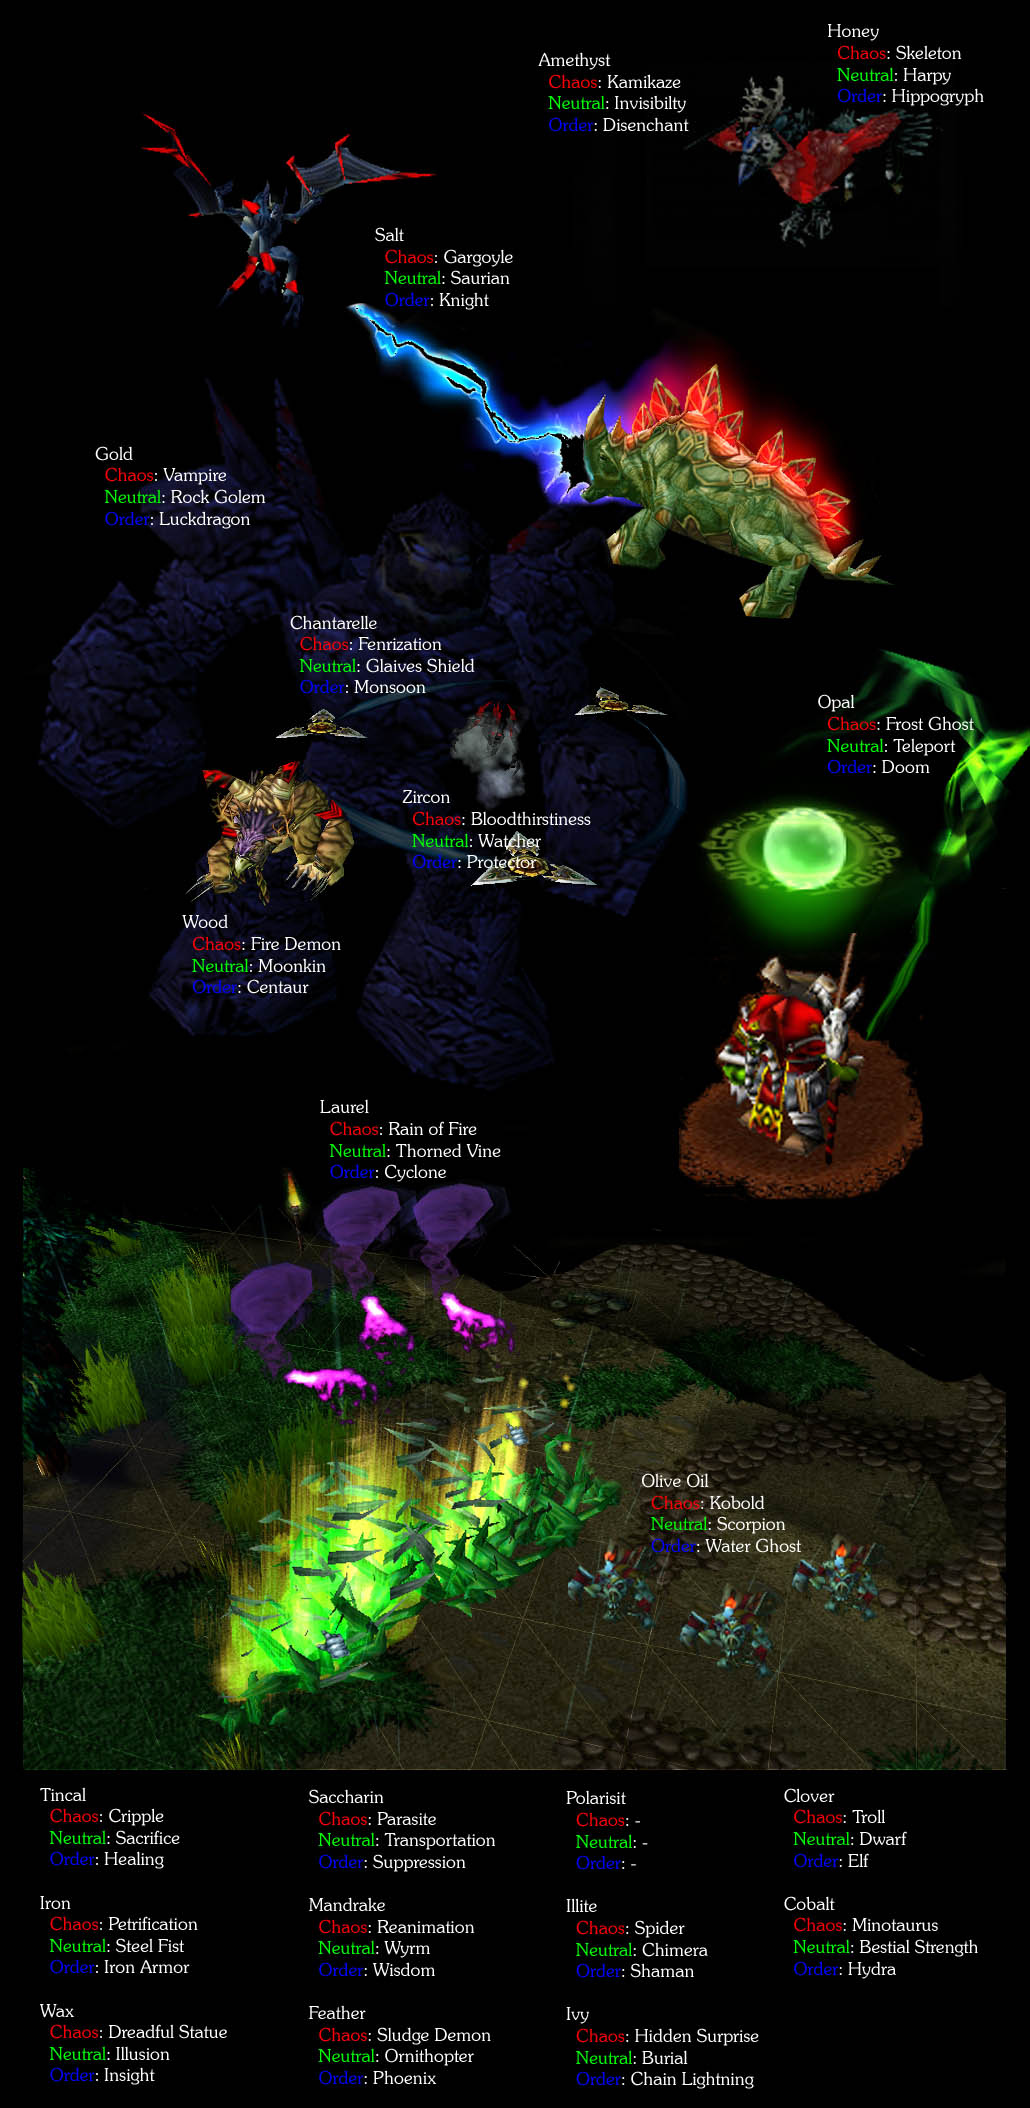 Honey
Chaos: Skeleton
Neutral: Harpy
Order: Hippogryph
Amethyst
Chaos: Kamikaze
Neutral: Invisibilty
Order: Disenchant
Salt
Chaos: Gargoyle
Neutral: Saurian
Order: Knight
Gold
Chaos: Vampire
Neutral: Rock Golem
Order: Luckdragon
Chantarelle
Chaos: Fenrization
Neutral: Glaives Shield
Order: Monsoon
Opal
Chaos: Frost Ghost
Neutral: Teleport
Order: Doom
Zircon
Chaos: Bloodthirstiness
Neutral: Watcher
Order: Protector
Wood
Chaos: Fire Demon
Neutral: Moonkin
Order: Centaur
Laurel
Chaos: Rain of Fire
Neutral: Thorned Vine
Order: Cyclone
Olive Oil
Chaos: Kobold
Neutral: Scorpion
Order: Water Ghost
Tincal
Chaos: Cripple
Neutral: Sacrifice
Order: Healing
Saccharin
Chaos: Parasite
Neutral: Transportation
Order: Suppression
Polarisit
Chaos: -
Neutral: -
Order: -
Clover
Chaos: Troll
Neutral: Dwarf
Order: Elf
Iron
Chaos: Petrification
Neutral: Steel Fist
Order: Iron Armor
Mandrake
Chaos: Reanimation
Neutral: Wyrm
Order: Wisdom
Illite
Chaos: Spider
Neutral: Chimera
Order: Shaman
Cobalt
Chaos: Minotaurus
Neutral: Bestial Strength
Order: Hydra
Wax
Chaos: Dreadful Statue
Neutral: Illusion
Order: Insight
Feather
Chaos: Sludge Demon
Neutral: Ornithopter
Order: Phoenix
Ivy
Chaos: Hidden Surprise
Neutral: Burial
Order: Chain Lightning